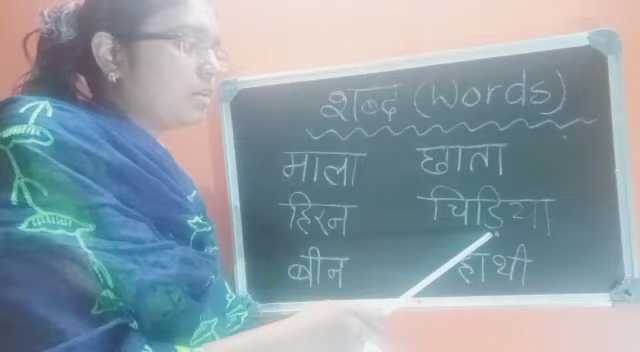 शब्द (Words)
माला छाता
हिरन चिड़िया
बीन हाथी